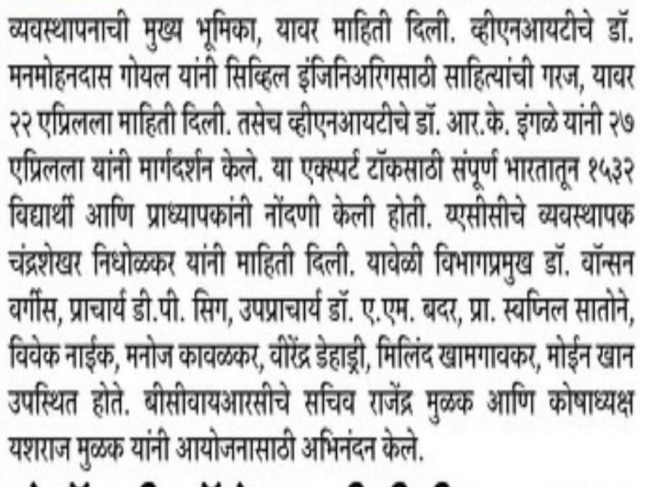 व्यवस्थापनाची मुख्य भूमिका, यावर माहिती दिली. व्हीएनआयटीचे डॉ.
मनमोहनदास गोयल यांनी सिव्हिल इंजिनिअरिगसाठी साहित्यांची गरज, यावर
२२ एप्रिलला माहिती दिली. तसेच व्हीएनआयटीचे डॉ. आर.के. इंगळे यांनी २७
एप्रिलला यांनी मार्गदर्शन केले. या एक्स्पर्ट टॉकसाठी संपूर्ण भारतातून १५३२
विद्यार्थी आणि प्राध्यापकांनी नोंदणी केली होती. एएसीसीचे व्यवस्थापक
चंद्रशेखर निधोळकर यांनी माहिती दिली. यावेळी विभागप्रमुख डॉ. वॉन्सन
वर्गीस, प्राचार्य डी.पी. सिग, उपप्राचार्य डॉ. ए.एम. बदर, प्रा. स्वप्निल सातोने,
विवेक नाईक, मनोज कावळकर, वीरेंद्र डेहाड्री, मिलिंद खामगावकर, मोईन खान
उपस्थित होते. बीसीवायआरसीचे सचिव राजेंद्र मुळक आणि कोषाध्यक्ष
यशराज मुळक यांनी आयोजनासाठी अभिनंदन केले.